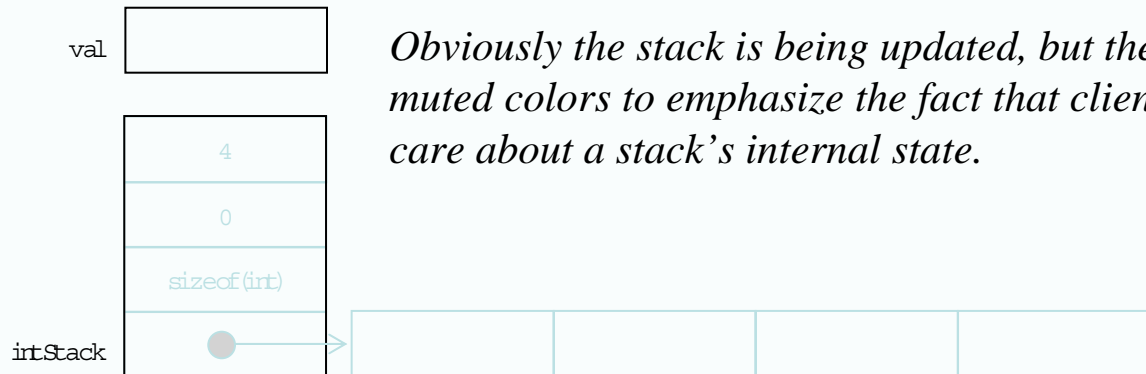 val
Obviously the stack is being updated, but the
muted colors to emphasize the fact that clien
care about a stack’s internal state.
4
0
sizeof(int)
intStack